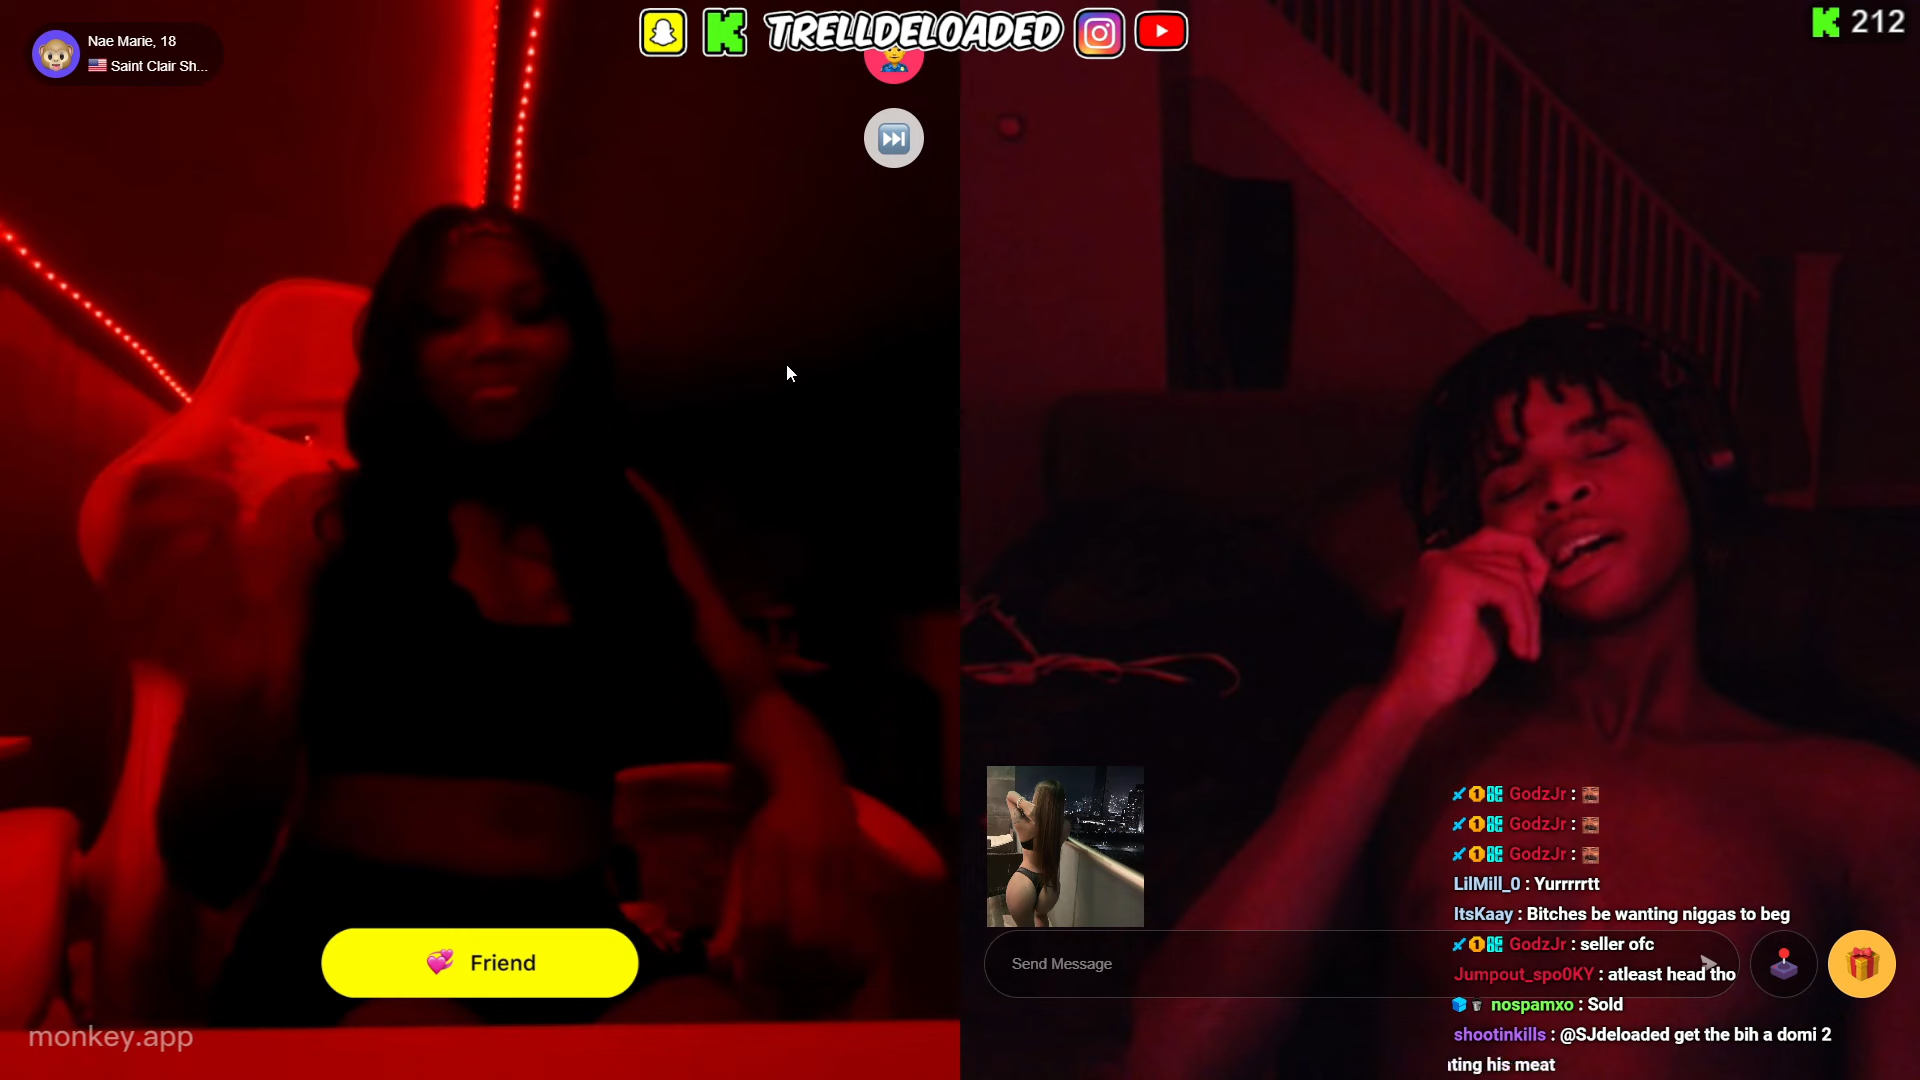 Nae Marie, 18
Saint Clair Sh...
TRELLDELOADED
212
Friend
monkey.app
GodzJr :
GodzJr :
GodzJr :
LilMill_0 : Yurrrrrtt
ItsKaay : Bitches be wanting niggas to beg
GodzJr : seller ofc
Send Message
Jumpout_spo0KY : atleast head tho
nospamxo : Sold
shootinkills : @SJdeloaded get the bih a domi 2
ting his meat